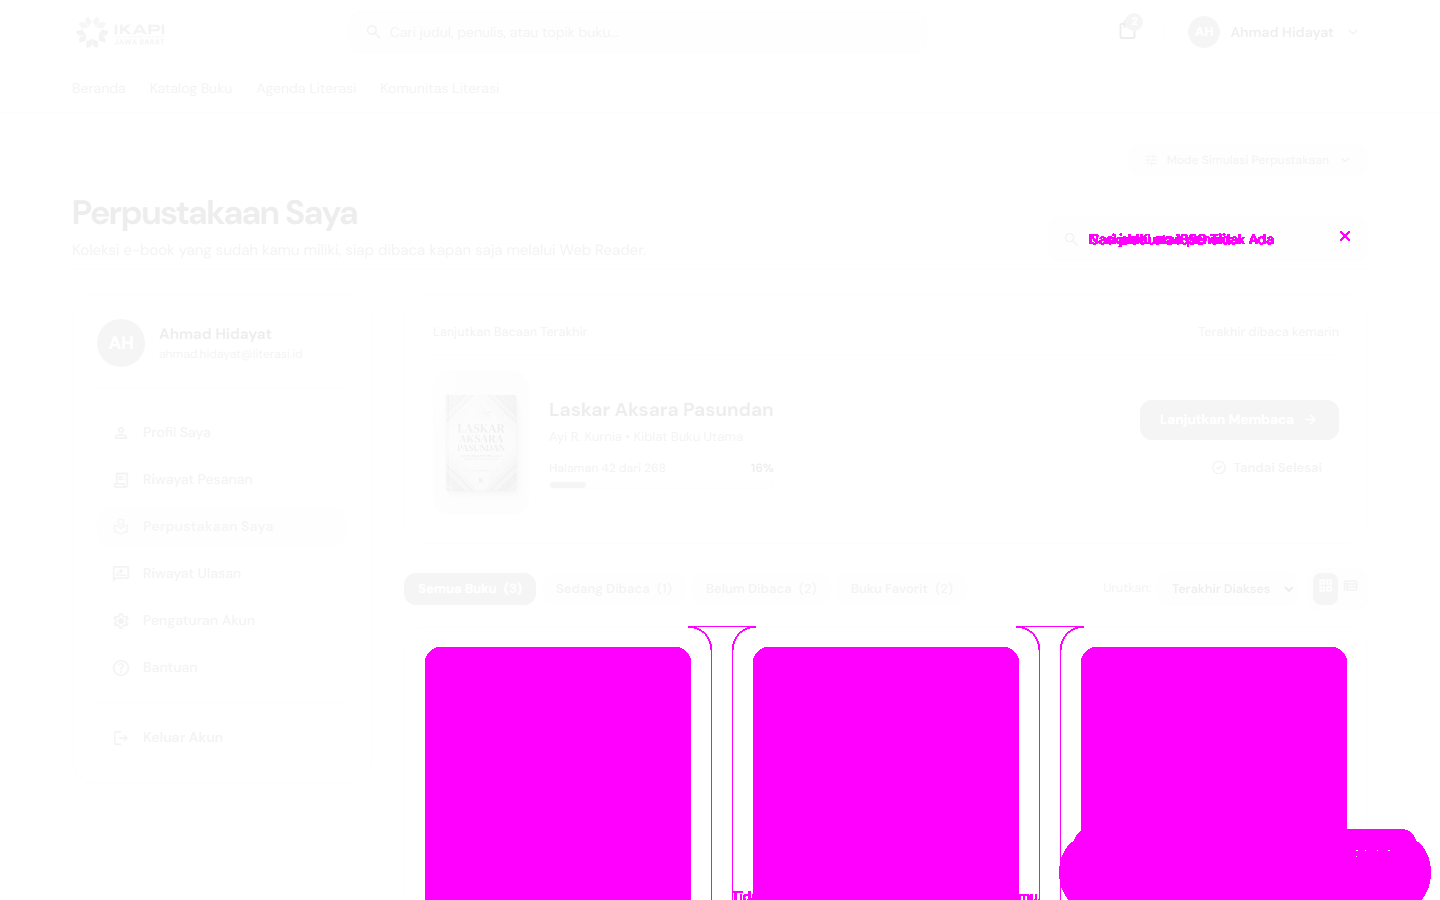 IKAPI
JAWA BARAT
Cari judul, penulis, atau topik buku...
2
AH
Ahmad Hidayat
Beranda
Katalog Buku
Agenda Literasi
Komunitas Literasi
Mode Simulasi Perpustakaan
Perpustakaan Saya
Koleksi e-book yang sudah kamu miliki, siap dibaca kapan saja melalui Web Reader.
Ada
AH
Ahmad Hidayat
ahmad.hidayat@literasi.id
Profil Saya
Riwayat Pesanan
Perpustakaan Saya
Riwayat Ulasan
Pengaturan Akun
Bantuan
Keluar Akun
Lanjutkan Bacaan Terakhir
Terakhir dibaca kemarin
LASKAR
AKSARA
PASUNDAN
Laskar Aksara Pasundan
Ayi R. Kurnia • Kiblat Buku Utama
Halaman 42 dari 268
16%
Lanjutkan Membaca
Tandai Selesai
Semua Buku (3)
Sedang Dibaca (1)
Belum Dibaca (2)
Buku Favorit (2)
Urutkan:
Terakhir Diakses